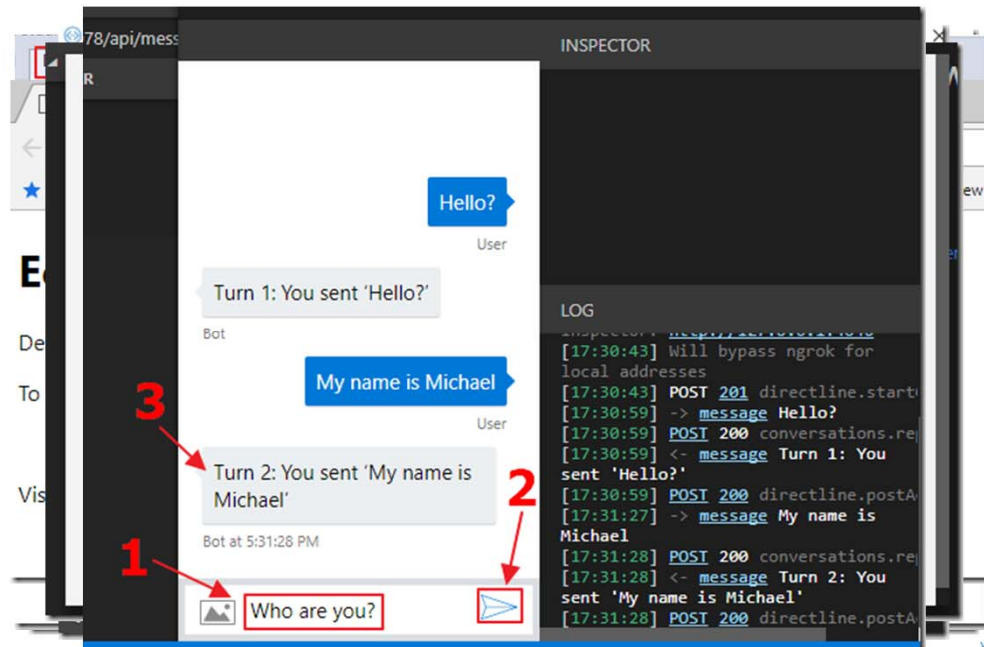 78/api/mess
INSPECTOR
R
Hello?
User
Turn 1: You sent ‘Hello?’
Bot
My name is Michael
User
3
Turn 2: You sent ‘My name is
Michael’
2
Bot at 5:31:28 PM
1
Who are you?
LOG
[17:30:43] Will bypass ngrok for
local addresses
[17:30:43] POST 201 directline.start
[17:30:59] -> message Hello?
[17:30:59] POST 200 conversations.re
[17:30:59] <- message Turn 1: You
sent 'Hello?'
[17:30:59] POST 200 directline.postA
[17:31:27] -> message My name is
Michael
[17:31:28] POST 200 conversations.re
[17:31:28] <- message Turn 2: You
sent 'My name is Michael'
[17:31:28] POST 200 directline.postA
De
To
Vis
ew